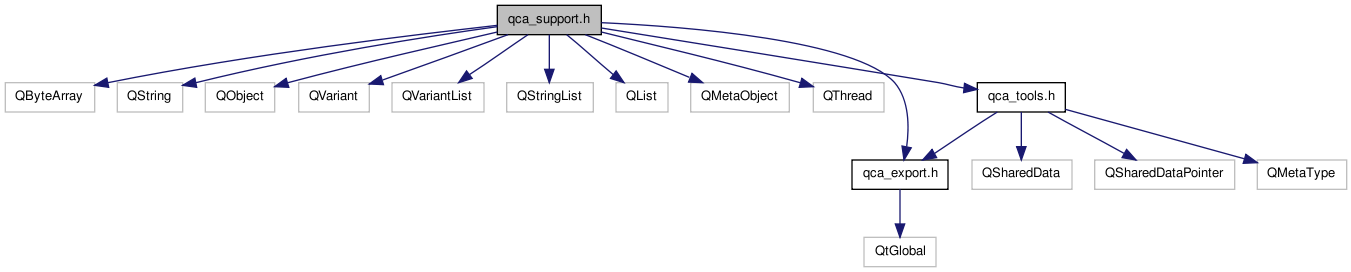 qca_support.h
QByteArray
QString
QObject
QVariant
QVariantList
QStringList
QList
QMetaObject
QThread
qca_tools.h
qca_export.h
QSharedData
QSharedDataPointer
QMetaType
QtGlobal